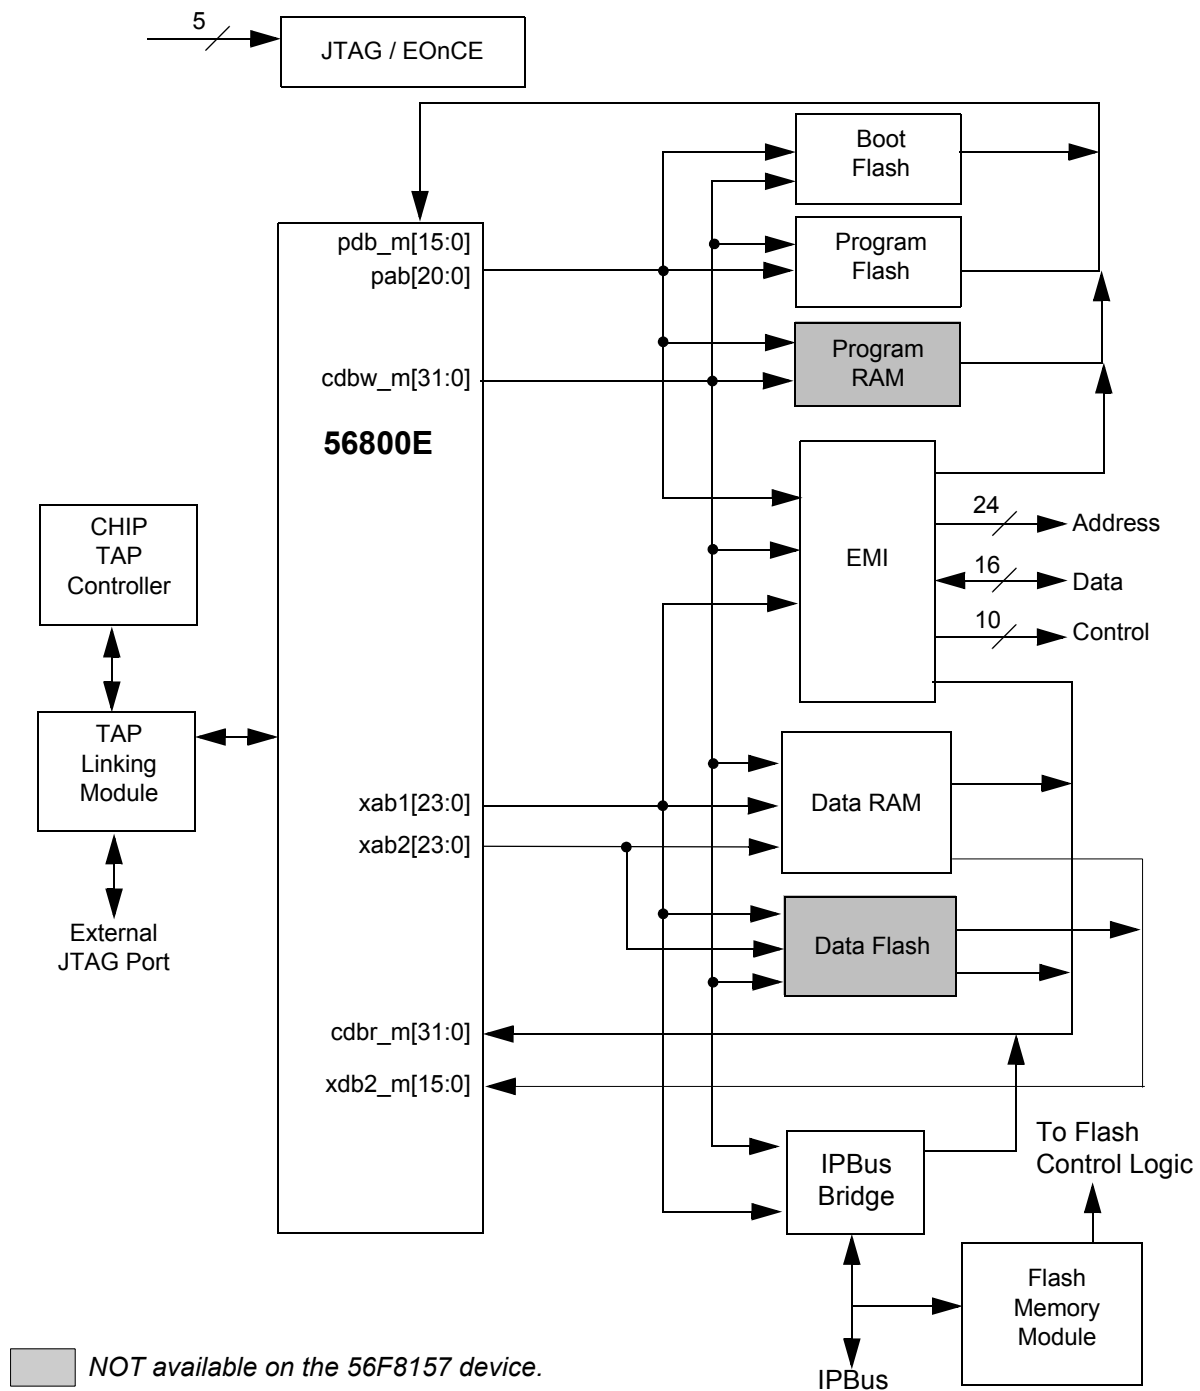 5
JTAG / EOnCE
Boot
Flash
pdb_m[15:0]
pab[20:0]
Program
Flash
Program
RAM
cdbw_m[31:0]
56800E
CHIP
TAP
Controller
EMI
24
Address
16
Data
10
Control
TAP
Linking
Module
xab1[23:0]
xab2[23:0]
Data RAM
External
JTAG Port
Data Flash
cdbr_m[31:0]
xdb2_m[15:0]
IPBus
Bridge
To Flash
Control Logic
Flash
Memory
Module
NOT available on the 56F8157 device.
IPBus